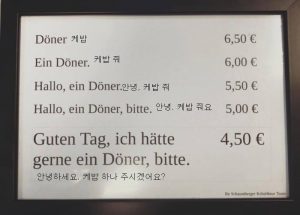 Döner 케밥 6,50 €
Ein Döner. 케밥 줘 6,00 €
Hallo, ein Döner.안녕. 케밥 줘 5,50 €
Hallo, ein Döner, bitte. 안녕. 케밥 줘요 5,00 €
Guten Tag, ich hätte 4,50 €
gerne ein Döner, bitte.
안녕하세요. 케밥 하나 주시겠어요?